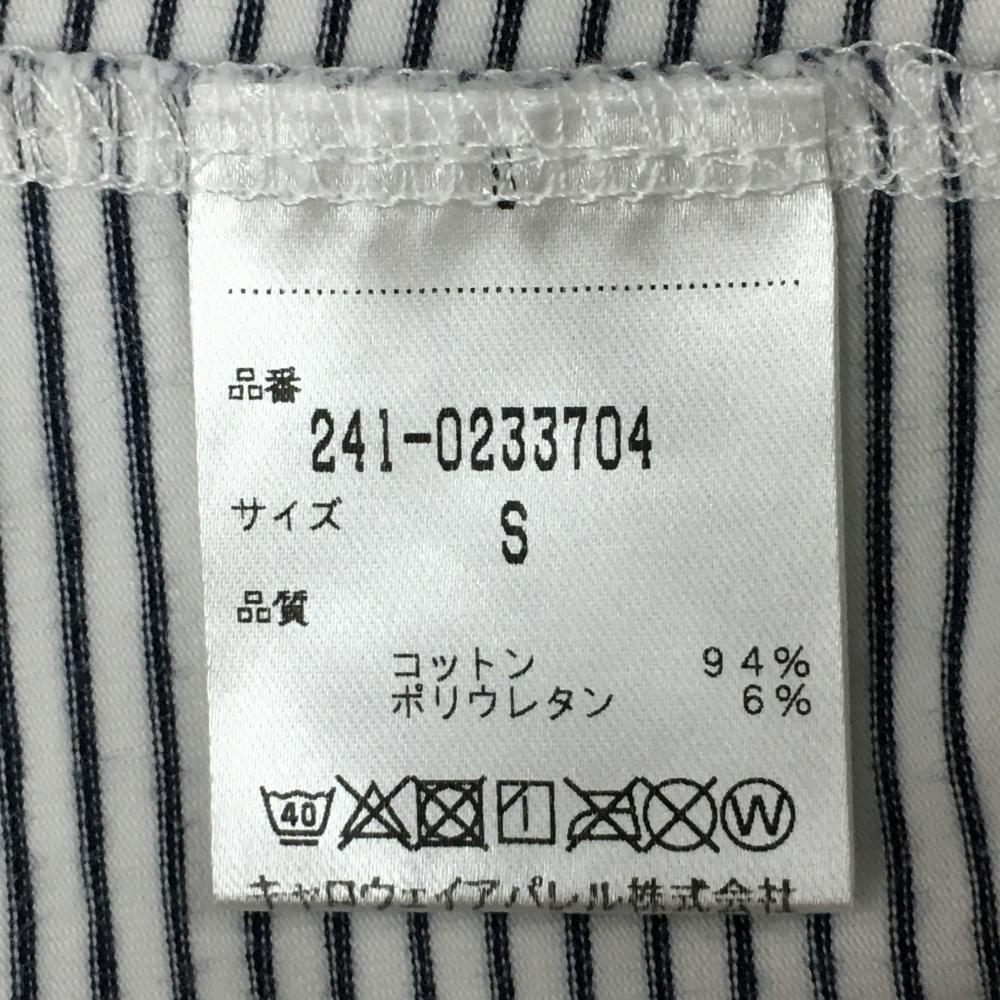 品番
241-0233704
サイズ S
品質
コットン 94%
ポリウレタン 6%
40 W
キャロウェイアパレル株式会社